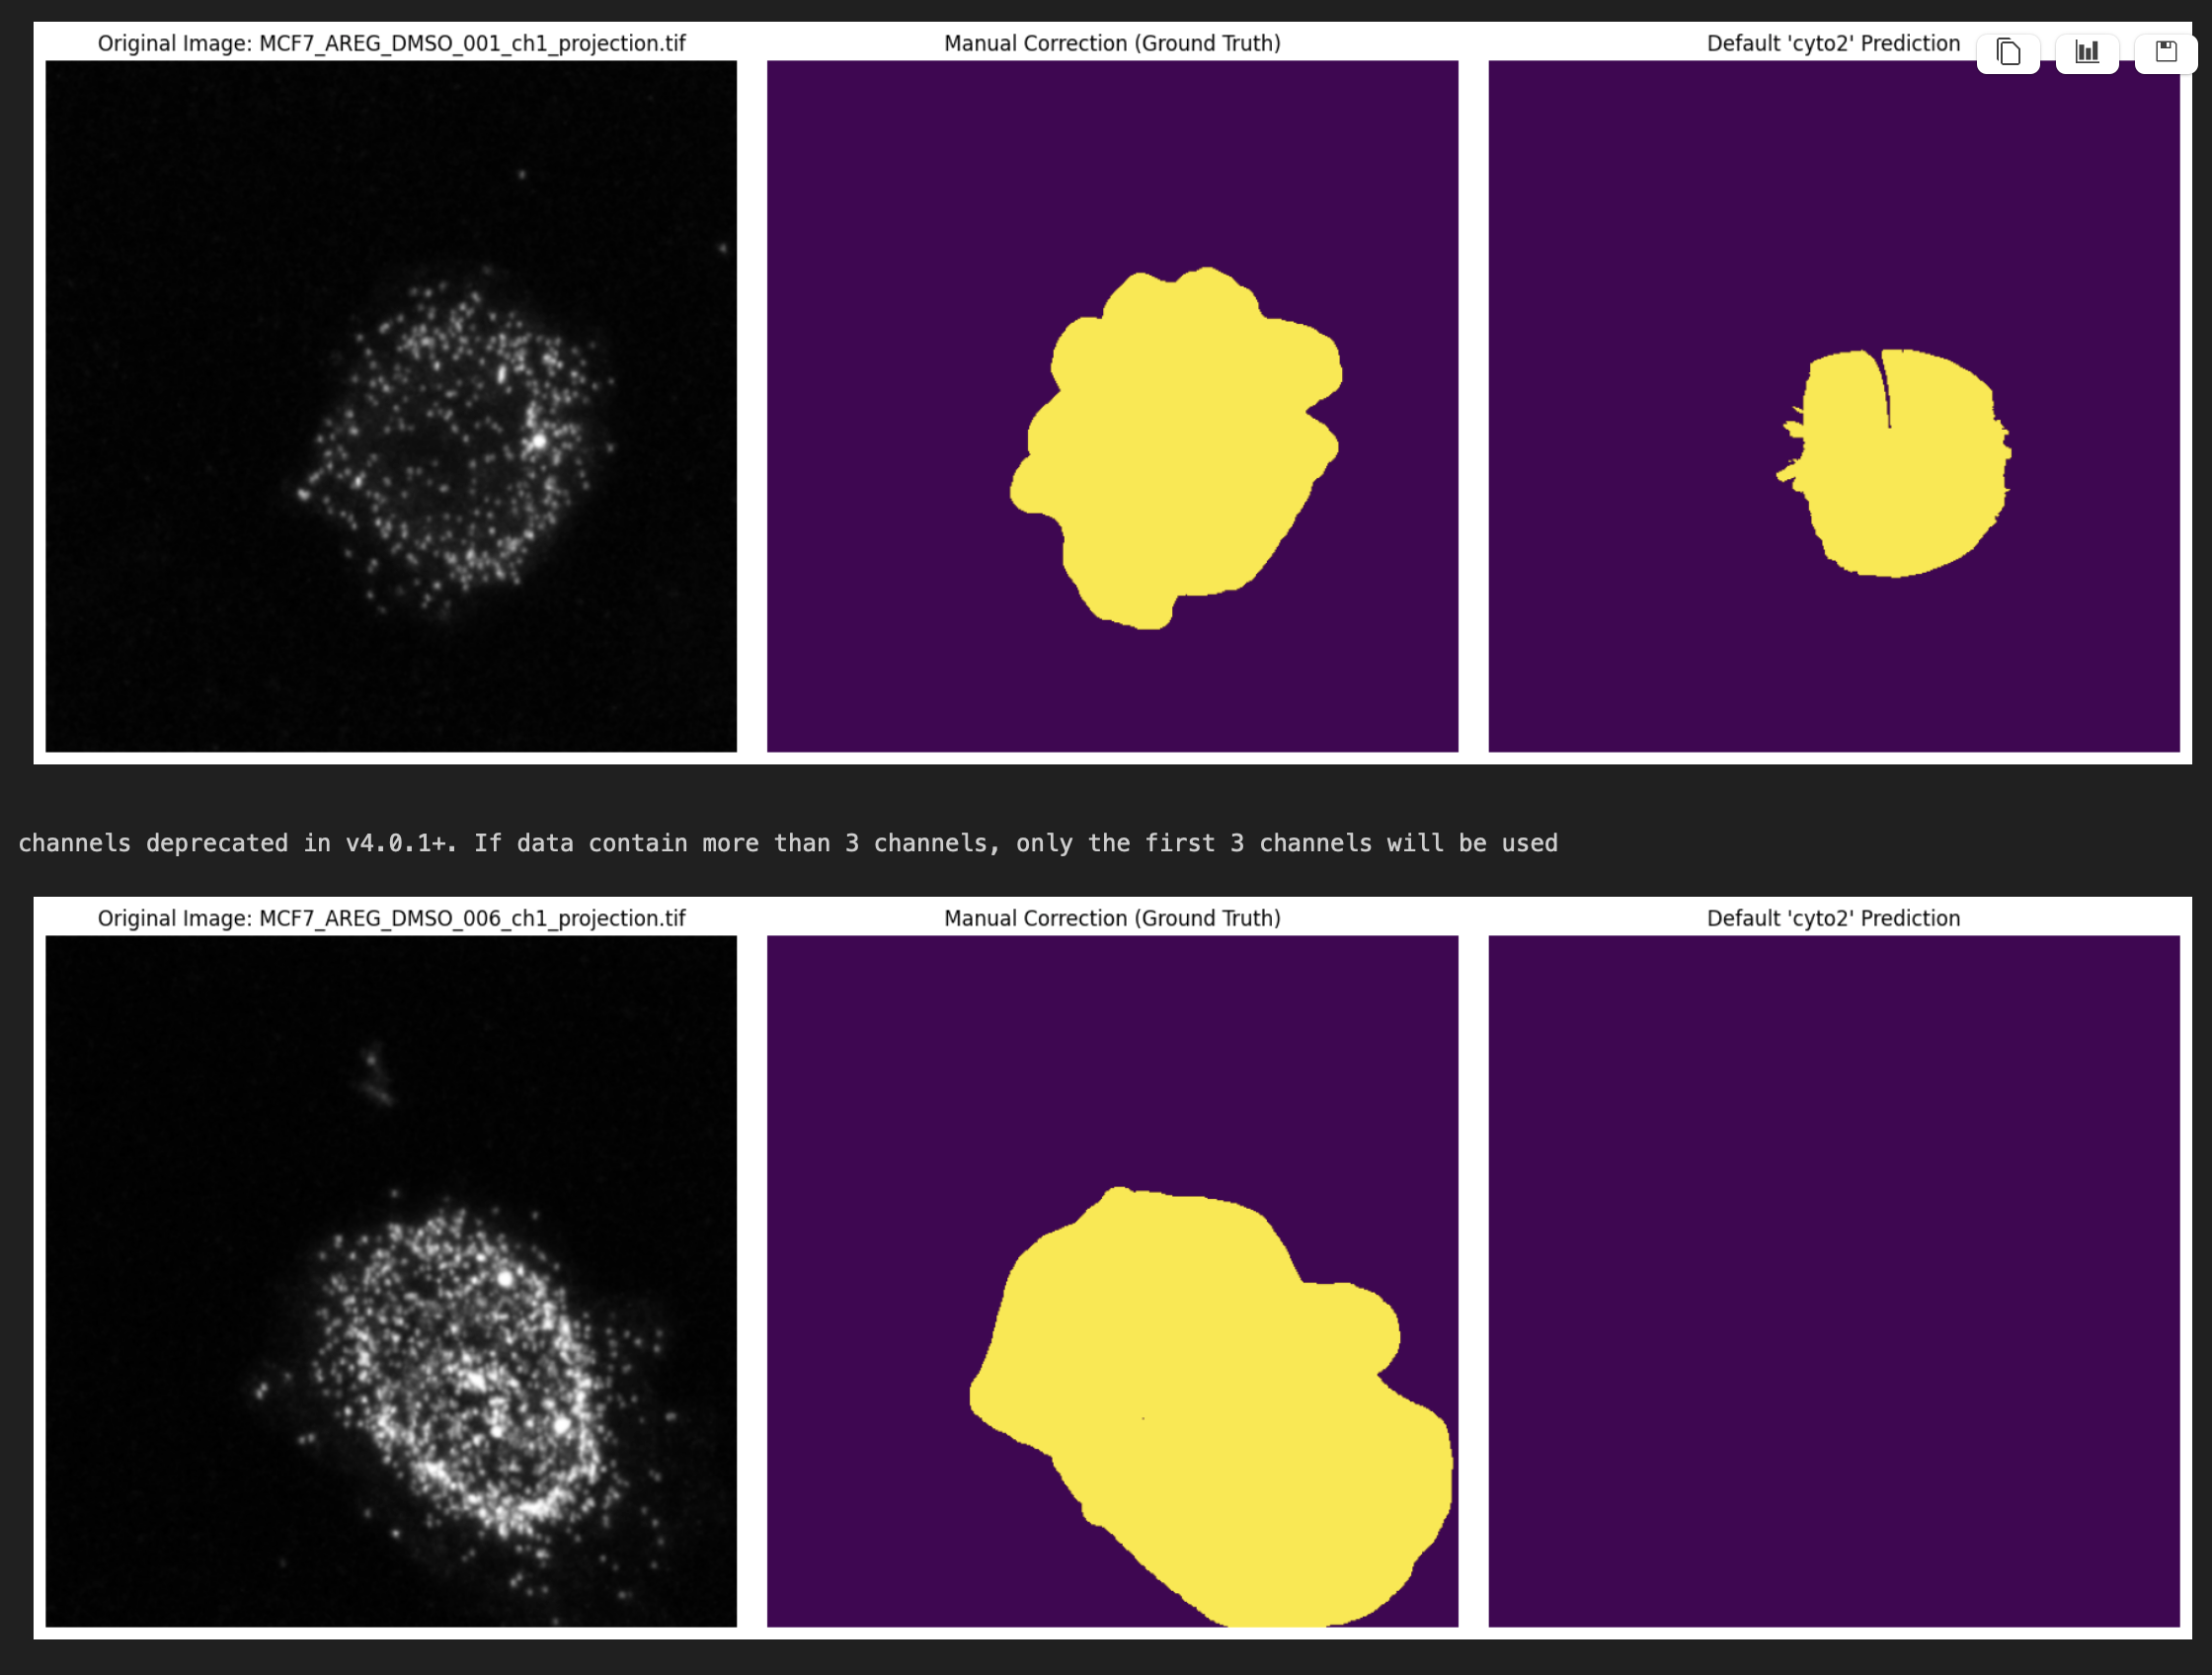 Original Image: MCF7_AREG_DMSO_001_ch1_projection.tif
Manual Correction (Ground Truth)
Default 'cyto2' Prediction
channels deprecated in v4.0.1+. If data contain more than 3 channels, only the first 3 channels will be used
Original Image: MCF7_AREG_DMSO_006_ch1_projection.tif
Manual Correction (Ground Truth)
Default 'cyto2' Prediction